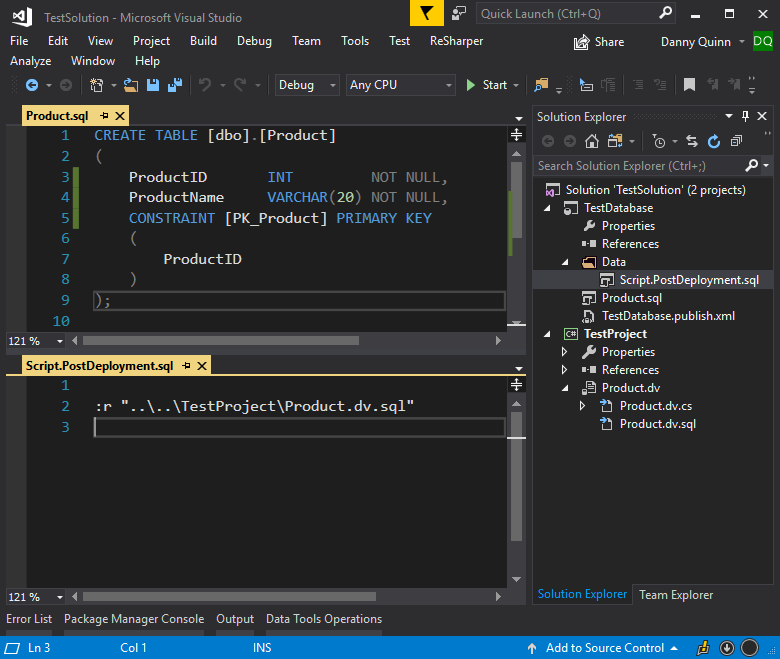 TestSolution - Microsoft Visual Studio
Quick Launch (Ctrl+Q)
File Edit View Project Build Debug Team Tools Test ReSharper
Share Danny Quinn DQ
Analyze Window Help
Debug Any CPU Start
Product.sql
1 CREATE TABLE [dbo].[Product]
2 (
3 ProductID INT NOT NULL,
4 ProductName VARCHAR(20) NOT NULL,
5 CONSTRAINT [PK_Product] PRIMARY KEY
6 (
7 ProductID
8 )
9 );
10
121 %
Script.PostDeployment.sql
1
2 :r "..\..\TestProject\Product.dv.sql"
3
121 %
Solution Explorer
Search Solution Explorer (Ctrl+;)
Solution 'TestSolution' (2 projects)
TestDatabase
Properties
References
Data
Script.PostDeployment.sql
Product.sql
TestDatabase.publish.xml
C# TestProject
Properties
References
Product.dv
Product.dv.cs
Product.dv.sql
Solution Explorer Team Explorer
Error List Package Manager Console Output Data Tools Operations
Ln 3 Col 1 INS Add to Source Control